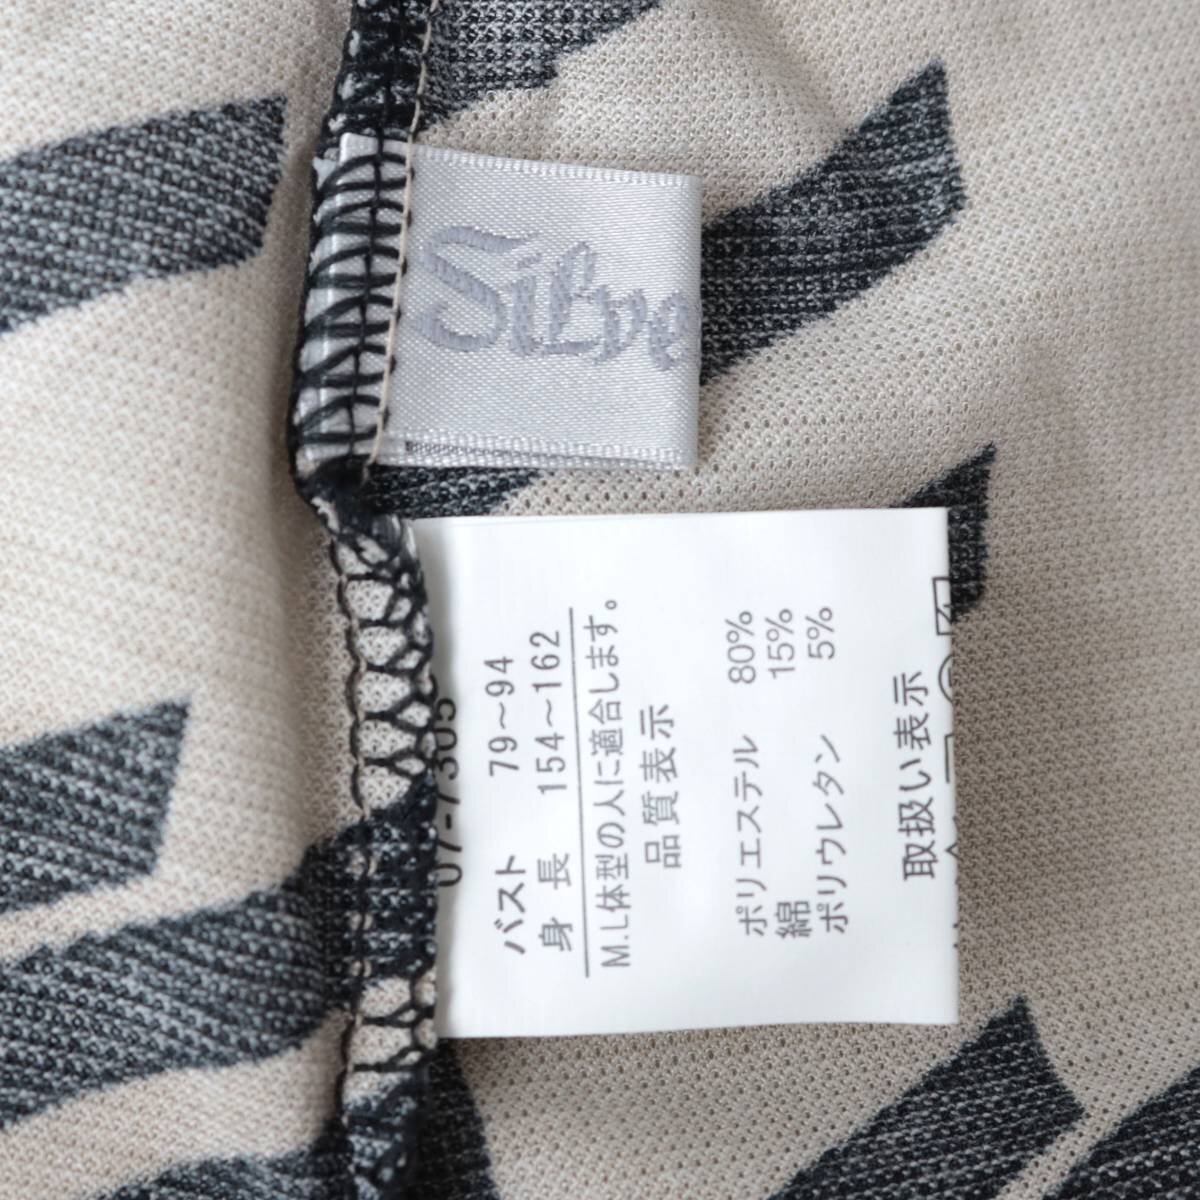 Silve
07-7305
バスト 79～94
身長 154～162
M.L体型の人に適合します。
品質表示
ポリエステル 80%
綿 15%
ポリウレタン 5%
取扱い表示